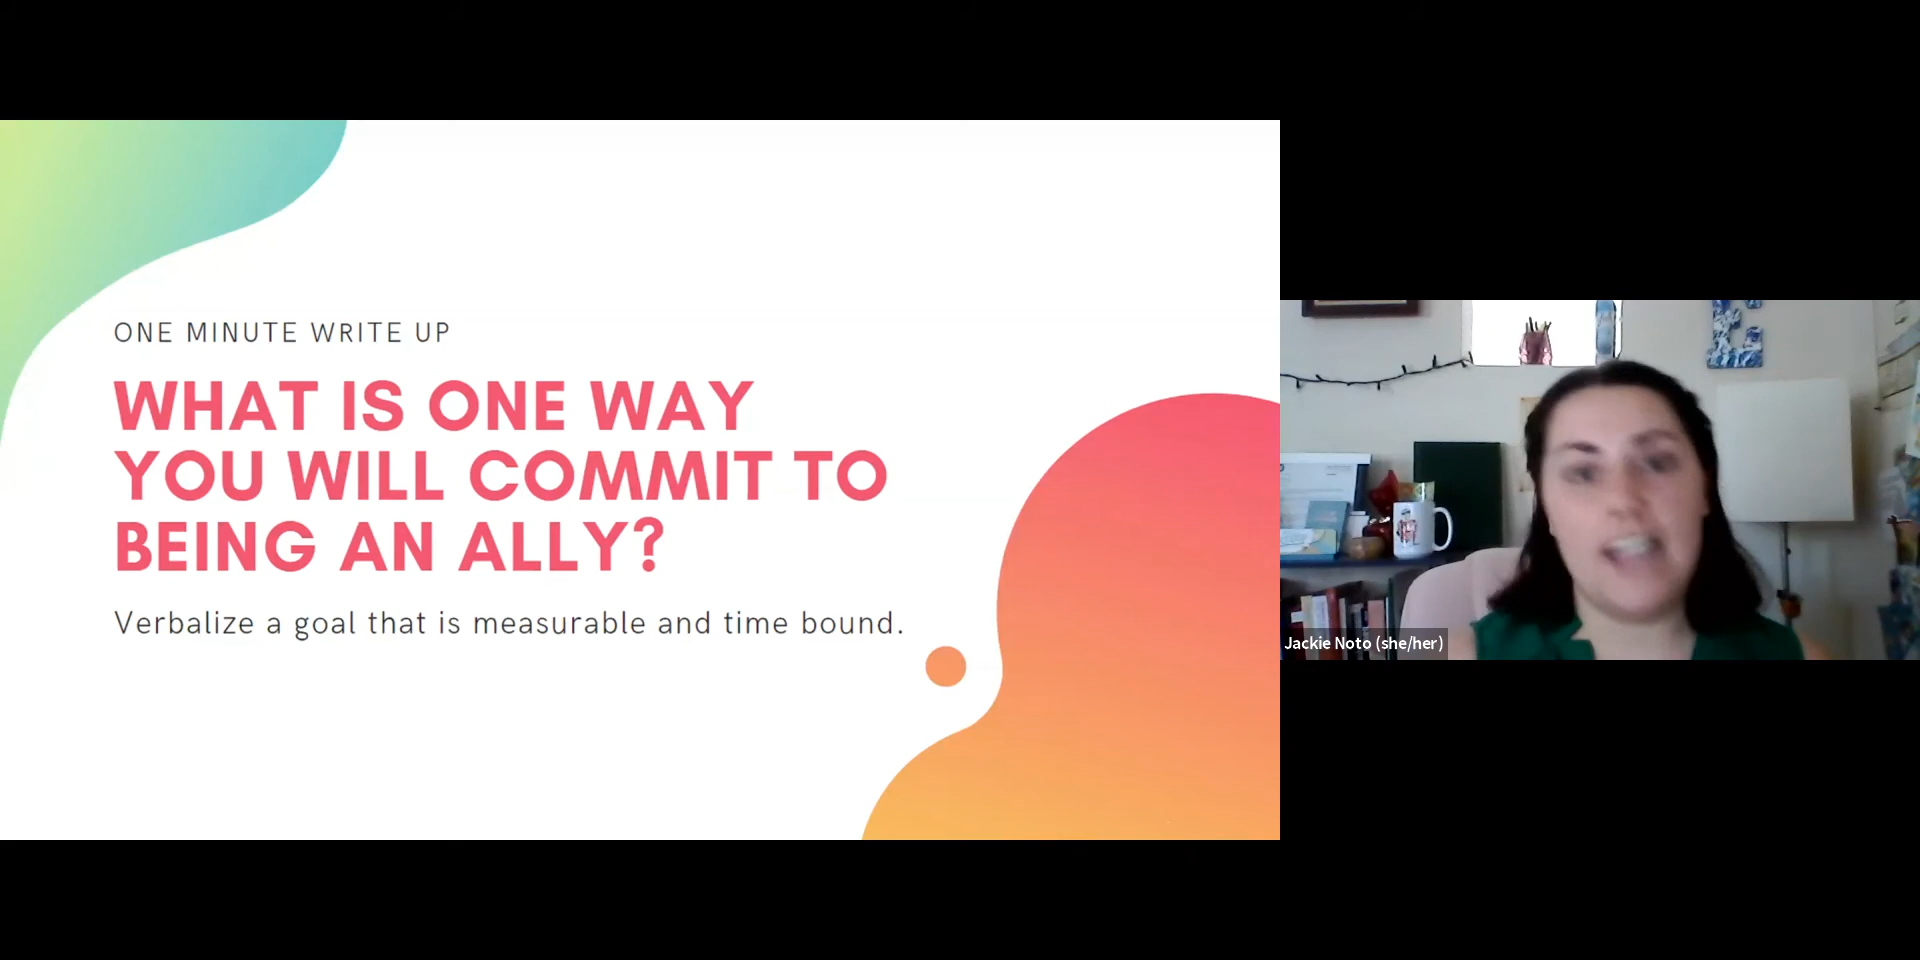 ONE MINUTE WRITE UP
WHAT IS ONE WAY
YOU WILL COMMIT TO
BEING AN ALLY?
Verbalize a goal that is measurable and time bound.
Jackie Noto (she/her)